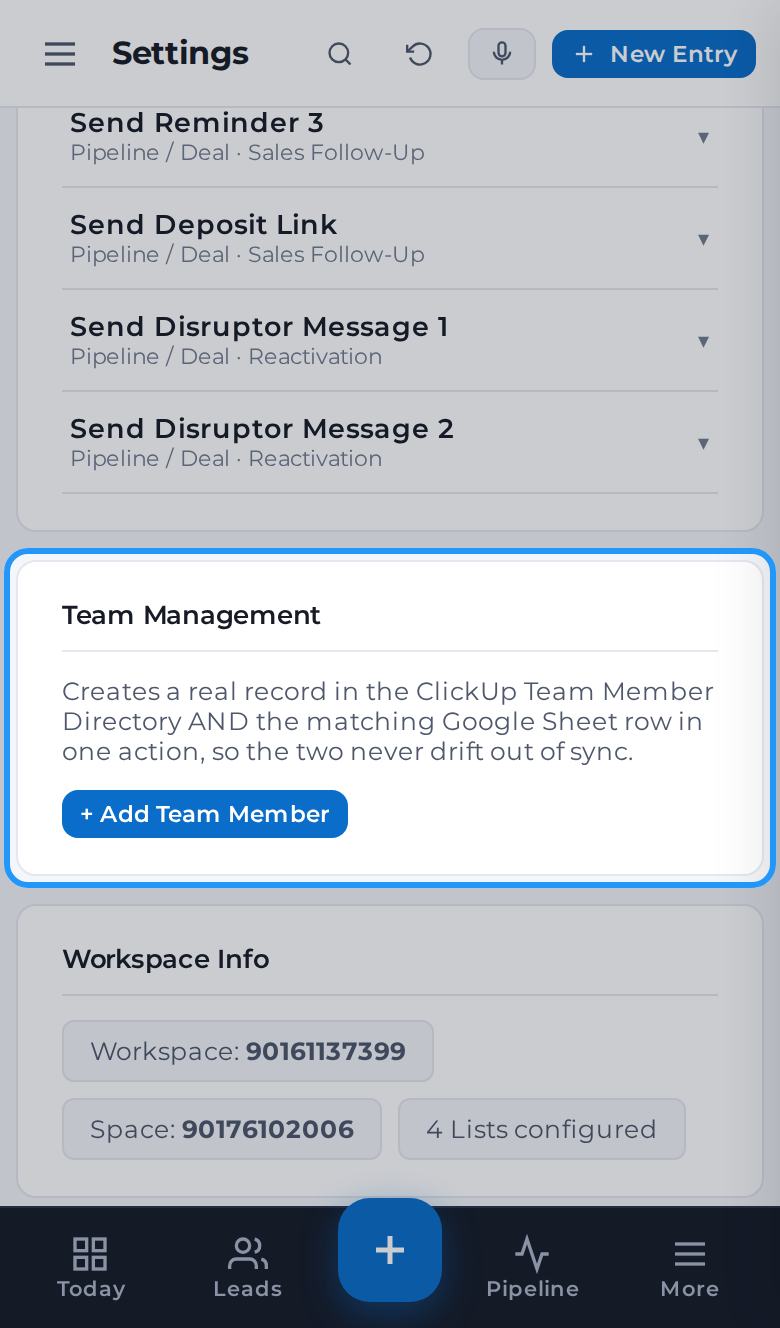 Settings
New Entry
Send Reminder 3
Pipeline / Deal · Sales Follow-Up
Send Deposit Link
Pipeline / Deal · Sales Follow-Up
Send Disruptor Message 1
Pipeline / Deal · Reactivation
Send Disruptor Message 2
Pipeline / Deal · Reactivation
Team Management
Creates a real record in the ClickUp Team Member
Directory AND the matching Google Sheet row in
one action, so the two never drift out of sync.
+ Add Team Member
Workspace Info
Workspace: 90161137399
Space: 90176102006
4 Lists configured
Today
Leads
Pipeline
More